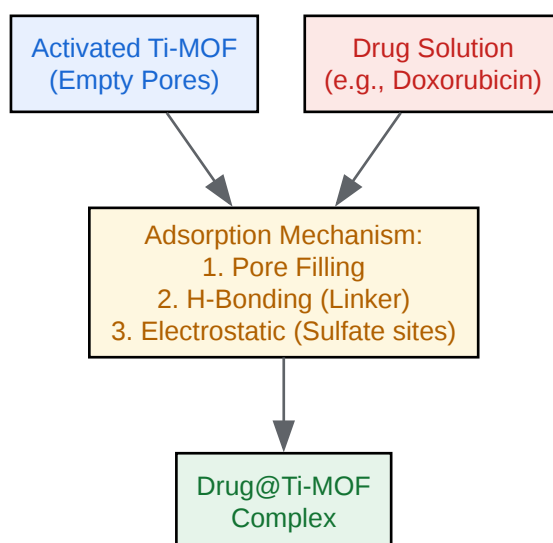 Activated Ti-MOF
(Empty Pores)
Drug Solution
(e.g., Doxorubicin)
Adsorption Mechanism:
1. Pore Filling
2. H-Bonding (Linker)
3. Electrostatic (Sulfate sites)
Drug@Ti-MOF
Complex